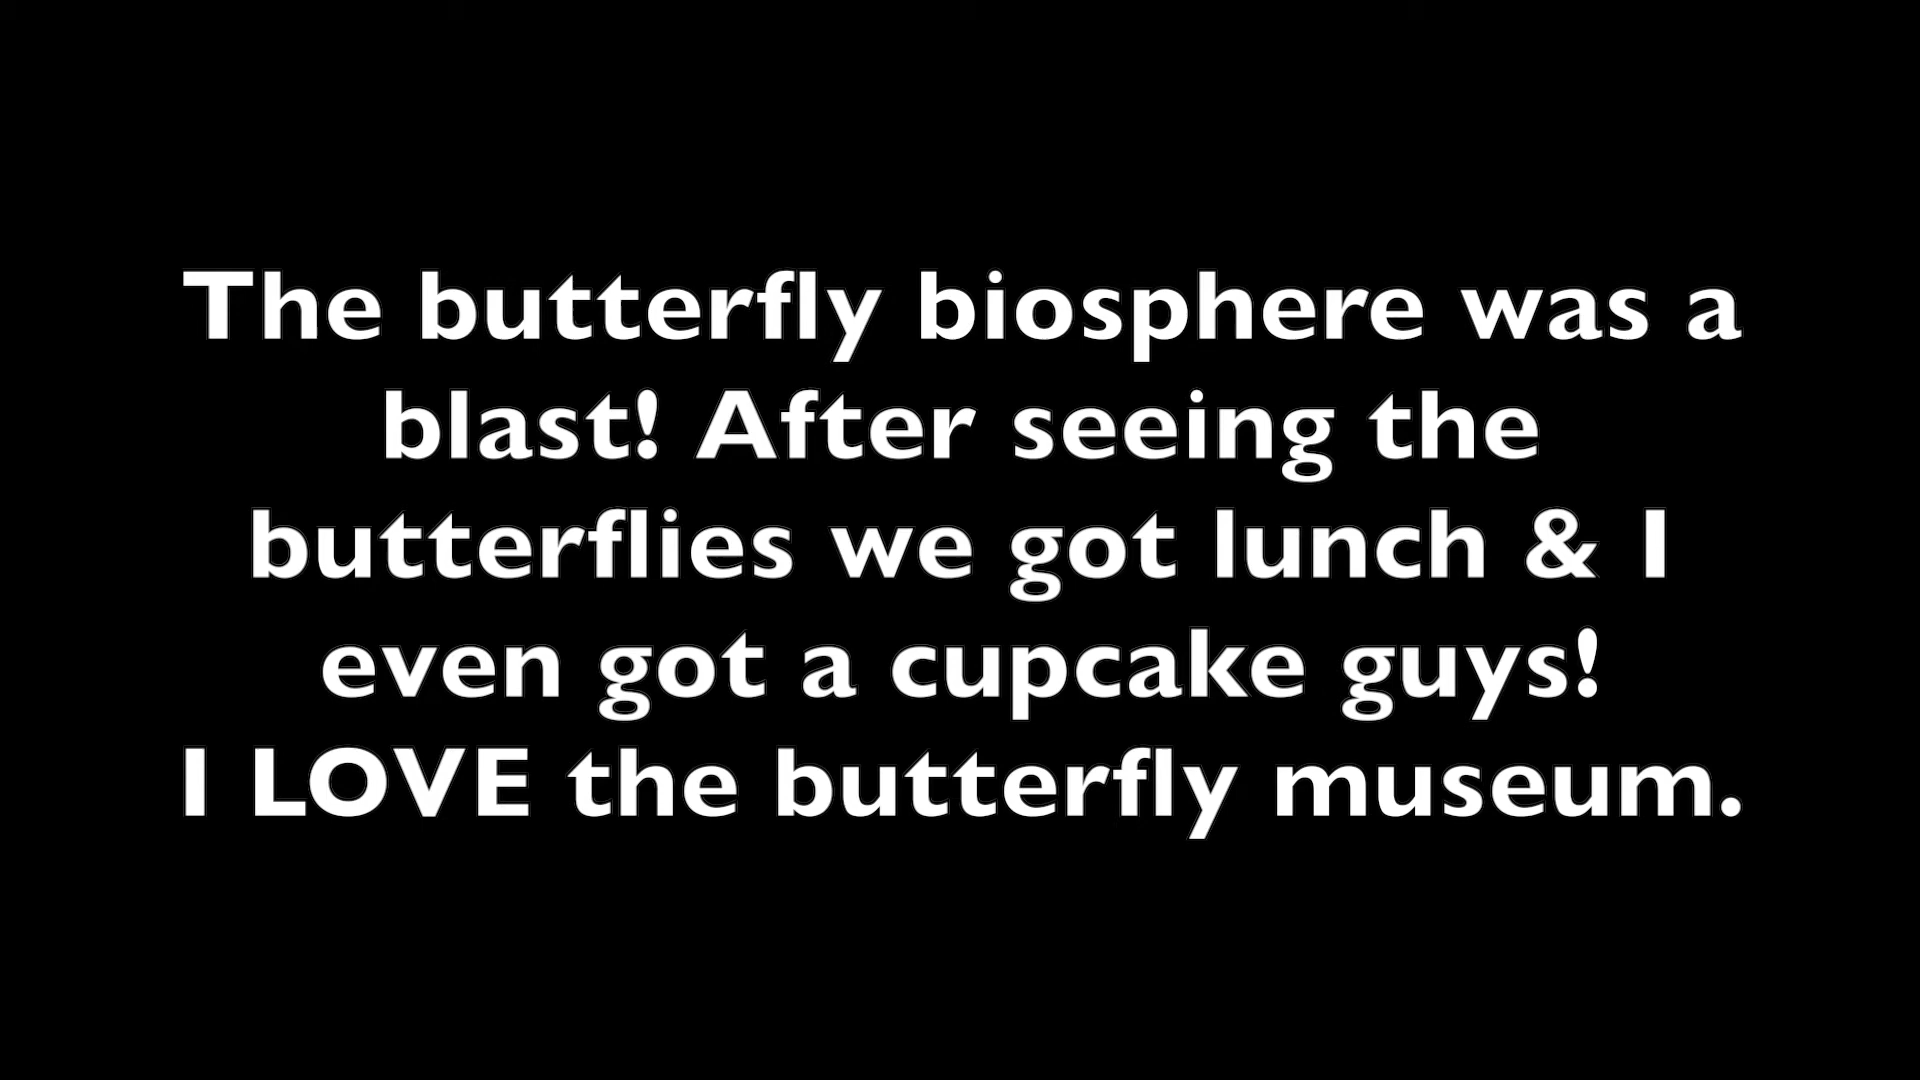 The butterfly biosphere was a
blast! After seeing the
butterflies we got lunch & I
even got a cupcake guys!
I LOVE the butterfly museum.